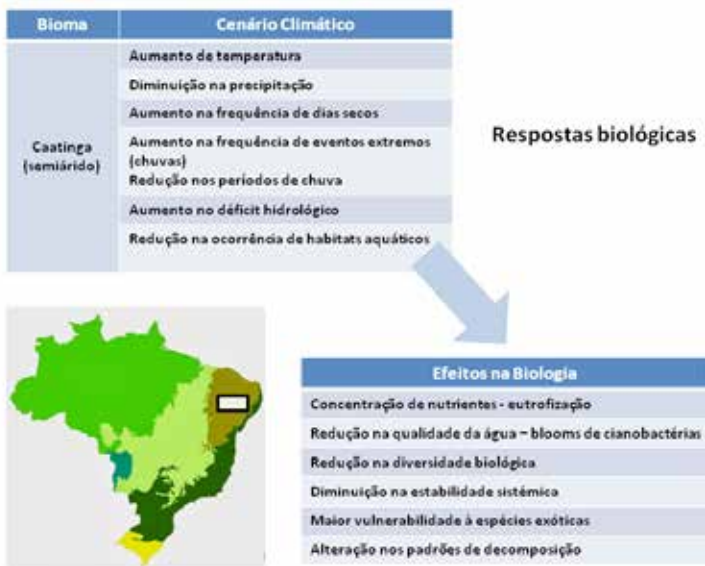 Bioma
Cenário Climático
Caatinga
(semiárido)
Aumento de temperatura
Diminuição na precipitação
Aumento na frequência de dias secos
Aumento na frequência de eventos extremos
(chuvas)
Redução nos períodos de chuva
Aumento no déficit hidrológico
Redução na ocorrência de habitats aquáticos
Respostas biológicas
Efeitos na Biologia
Concentração de nutrientes - eutrofização
Redução na qualidade da água – blooms de cianobactérias
Redução na diversidade biológica
Diminuição na estabilidade sistémica
Maior vulnerabilidade à espécies exóticas
Alteração nos padrões de decomposição